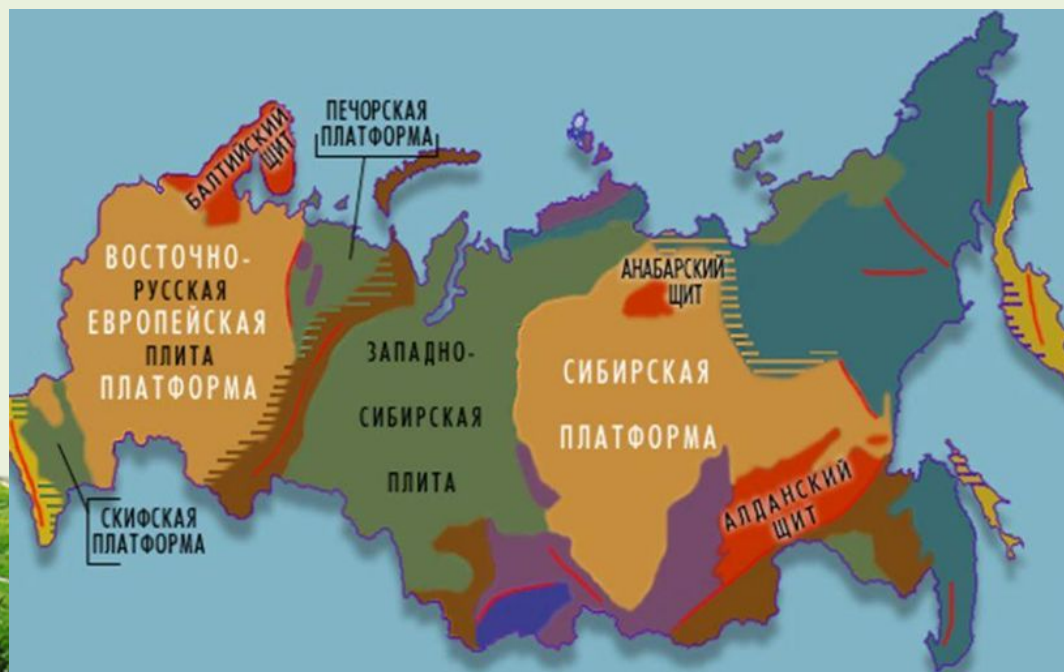 ПЕЧОРСКАЯ
ПЛАТФОРМА
БАЛТИЙСКИЙ
ЩИТ
ВОСТОЧНО-
РУССКАЯ
ЕВРОПЕЙСКАЯ
ПЛИТА
ПЛАТФОРМА
ЗАПАДНО-
СИБИРСКАЯ
ПЛИТА
АНАБАРСКИЙ
ЩИТ
СИБИРСКАЯ
ПЛАТФОРМА
АЛДАНСКИЙ
ЩИТ
СКИФСКАЯ
ПЛАТФОРМА